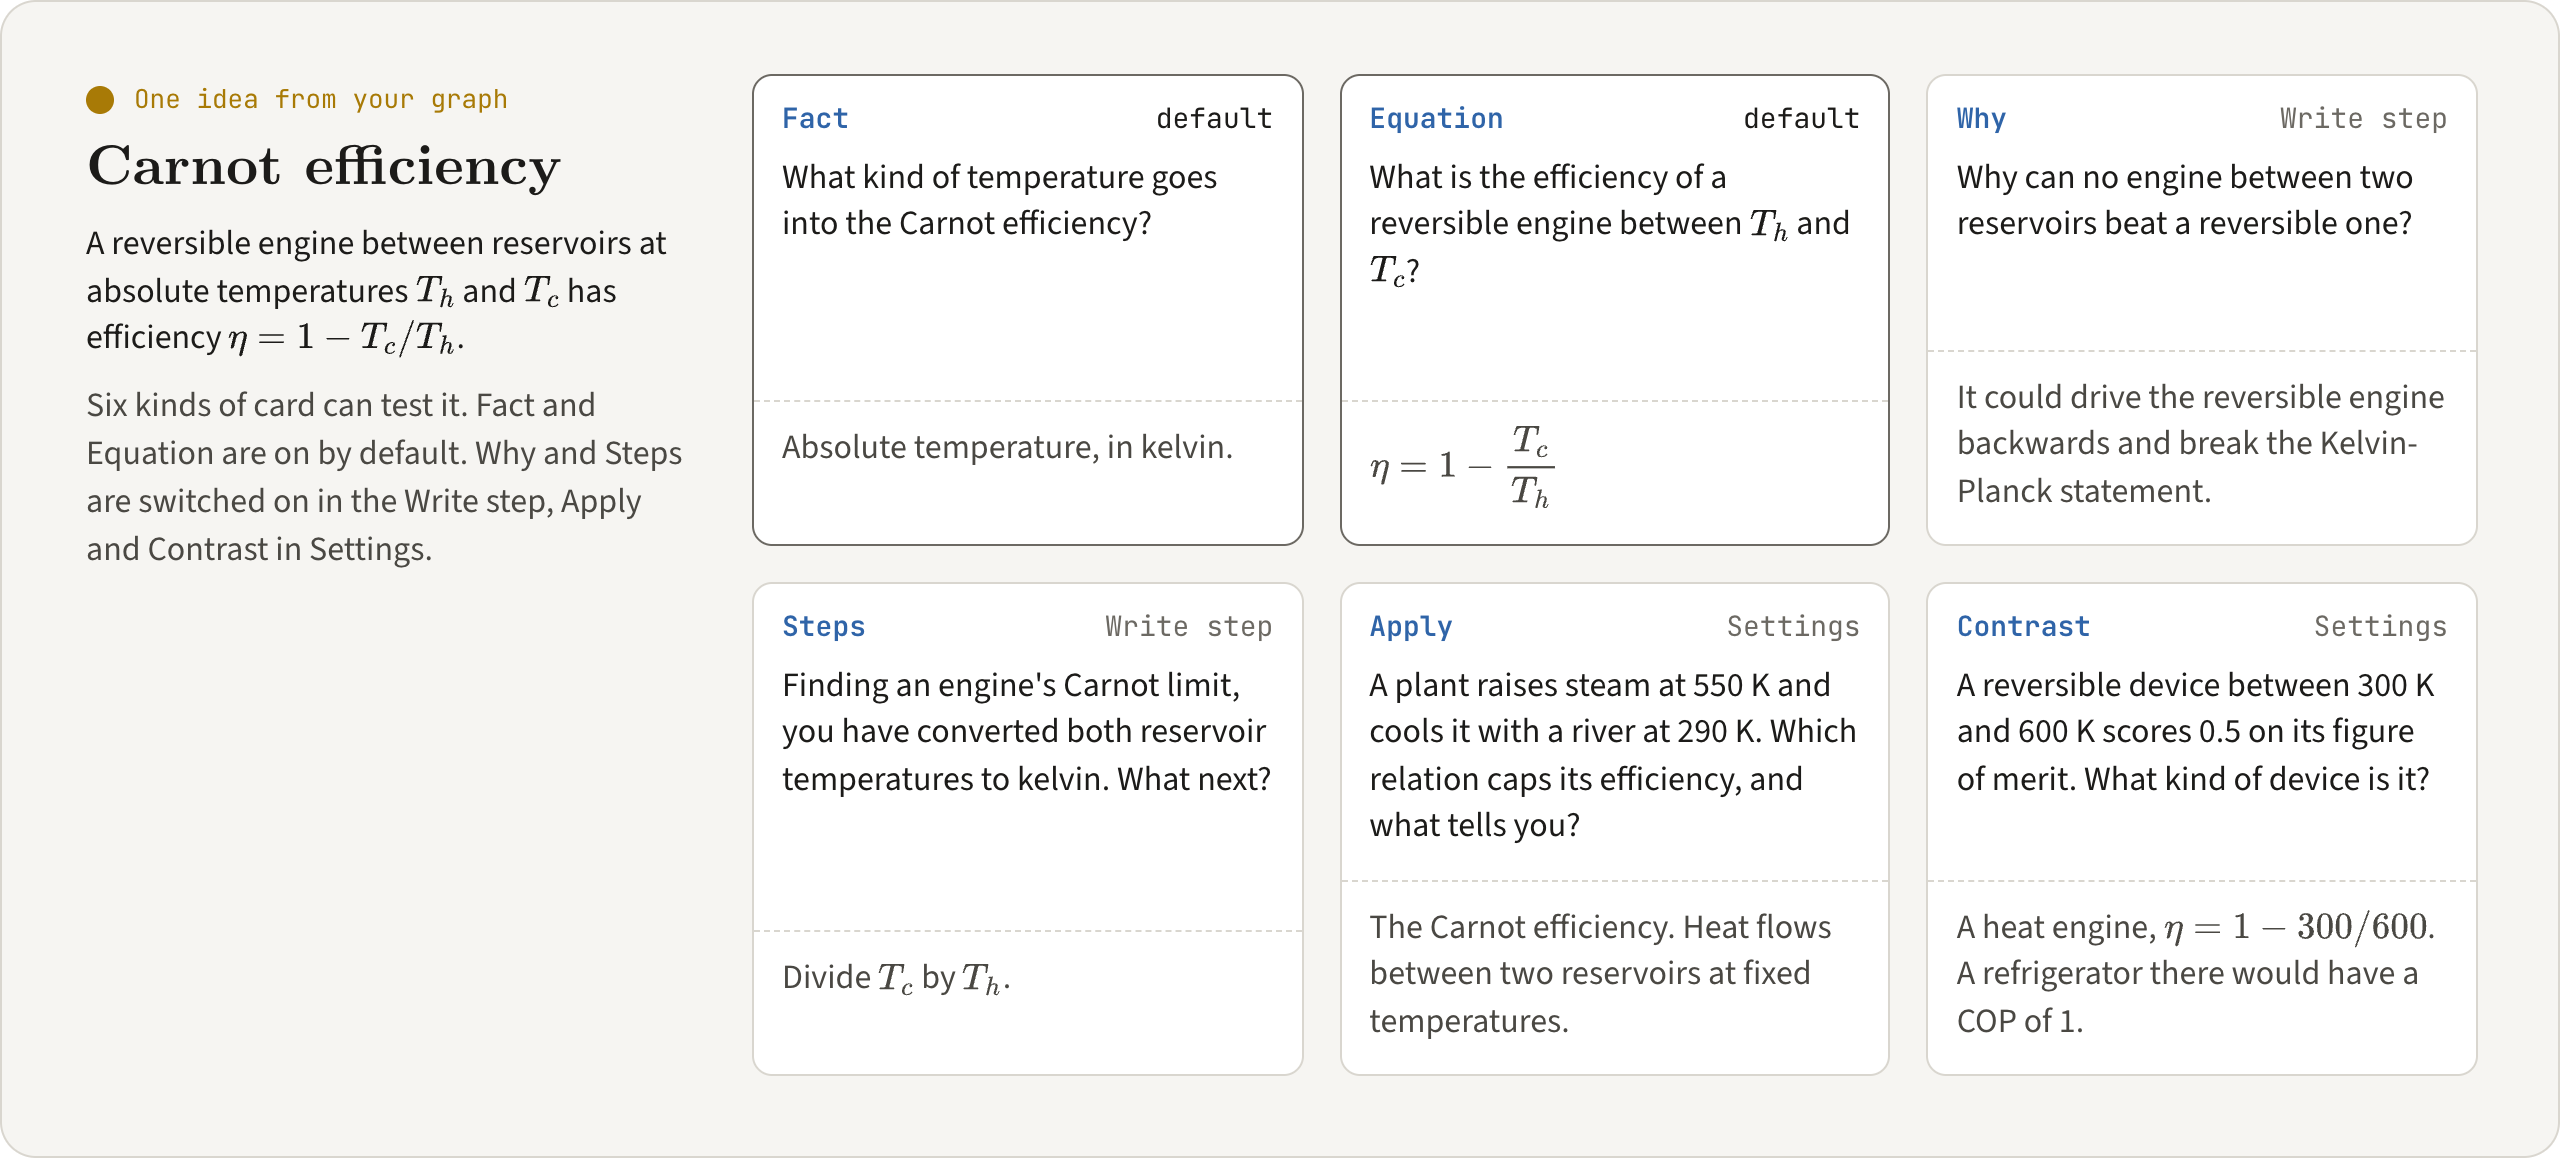 One idea from your graph
Carnot efficiency
A reversible engine between reservoirs at
absolute temperatures T_h and T_c has
efficiency η = 1 − T_c/T_h.
Six kinds of card can test it. Fact and
Equation are on by default. Why and Steps
are switched on in the Write step, Apply
and Contrast in Settings.
Fact default
What kind of temperature goes
into the Carnot efficiency?
Absolute temperature, in kelvin.
Equation default
What is the efficiency of a
reversible engine between T_h and
T_c?
η = 1 − T_c/T_h
Why Write step
Why can no engine between two
reservoirs beat a reversible one?
It could drive the reversible engine
backwards and break the Kelvin-
Planck statement.
Steps Write step
Finding an engine's Carnot limit,
you have converted both reservoir
temperatures to kelvin. What next?
Divide T_c by T_h.
Apply Settings
A plant raises steam at 550 K and
cools it with a river at 290 K. Which
relation caps its efficiency, and
what tells you?
The Carnot efficiency. Heat flows
between two reservoirs at fixed
temperatures.
Contrast Settings
A reversible device between 300 K
and 600 K scores 0.5 on its figure
of merit. What kind of device is it?
A heat engine, η = 1 − 300/600.
A refrigerator there would have a
COP of 1.